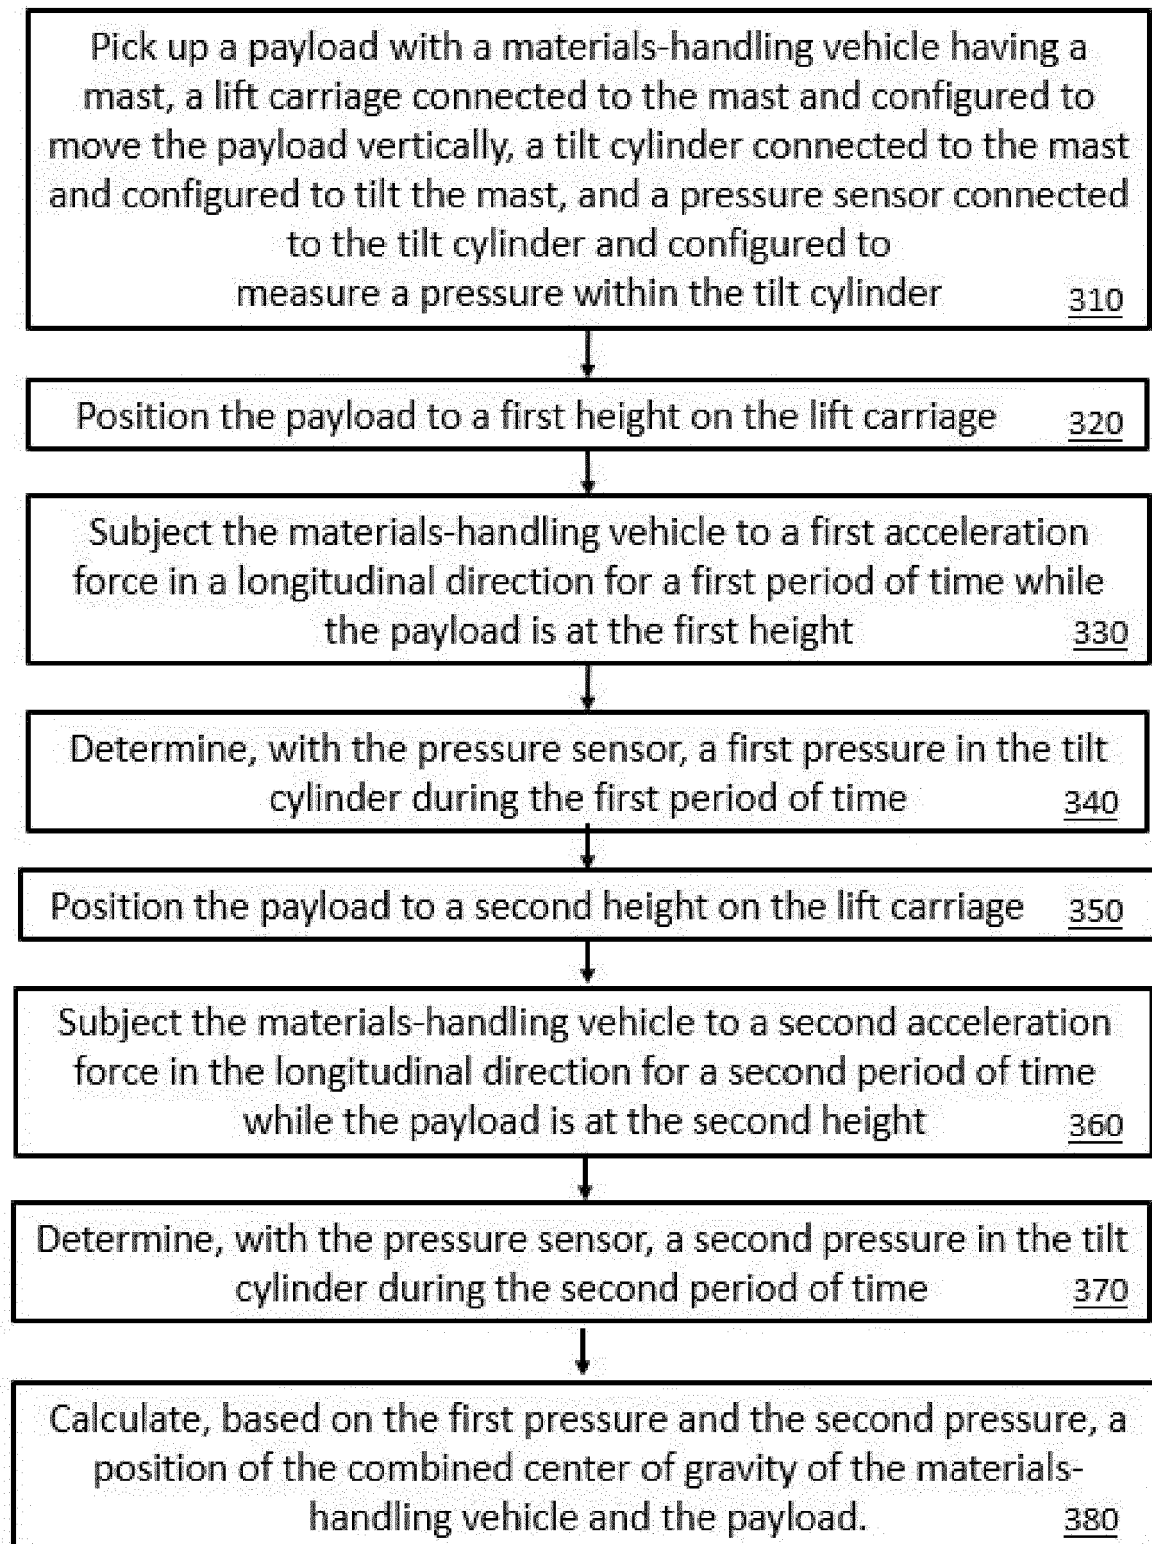 Pick up a payload with a materials-handling vehicle having a
mast, a lift carriage connected to the mast and configured to
move the payload vertically, a tilt cylinder connected to the mast
and configured to tilt the mast, and a pressure sensor connected
to the tilt cylinder and configured to
measure a pressure within the tilt cylinder 310
Position the payload to a first height on the lift carriage 320
Subject the materials-handling vehicle to a first acceleration
force in a longitudinal direction for a first period of time while
the payload is at the first height 330
Determine, with the pressure sensor, a first pressure in the tilt
cylinder during the first period of time 340
Position the payload to a second height on the lift carriage 350
Subject the materials-handling vehicle to a second acceleration
force in the longitudinal direction for a second period of time
while the payload is at the second height 360
Determine, with the pressure sensor, a second pressure in the tilt
cylinder during the second period of time 370
Calculate, based on the first pressure and the second pressure, a
position of the combined center of gravity of the materials-
handling vehicle and the payload. 380